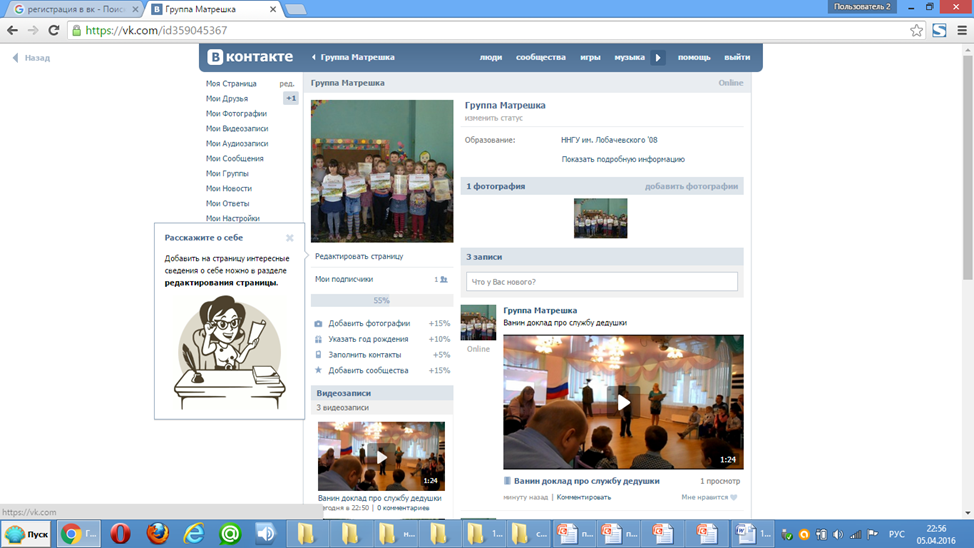 регистрация в вк - Поис
Группа Матрешка
Пользователь 2
https://vk.com/id359045367
Назад
В контакте
Группа Матрешка
люди
сообщества
игры
музыка
помощь
выйти
Моя Страница
ред.
Мои Друзья
+1
Мои Фотографии
Мои Видеозаписи
Мои Аудиозаписи
Мои Сообщения
Мои Группы
Мои Новости
Мои Ответы
Мои Настройки
Расскажите о себе
Добавить на страницу интересные
сведения о себе можно в разделе
редактирования страницы.
Группа Матрешка
Online
Редактировать страницу
Мои подписчики
1
55%
Добавить фотографии +15%
Указать год рождения +10%
Заполнить контакты +5%
Добавить сообщества +15%
Видеозаписи
3 видеозаписи
1:24
Ванин доклад про службу дедушки
сегодня в 22:50 | 0 комментариев
Группа Матрешка
изменить статус
Образование: ННГУ им. Лобачевского '08
Показать подробную информацию
1 фотография
добавить фотографии
3 записи
Что у Вас нового?
Группа Матрешка
Ванин доклад про службу дедушки
Online
1:24
Ванин доклад про службу дедушки
1 просмотр
минуту назад | Комментировать
Мне нравится
https://vk.com
Пуск
РУС
22:56
05.04.2016